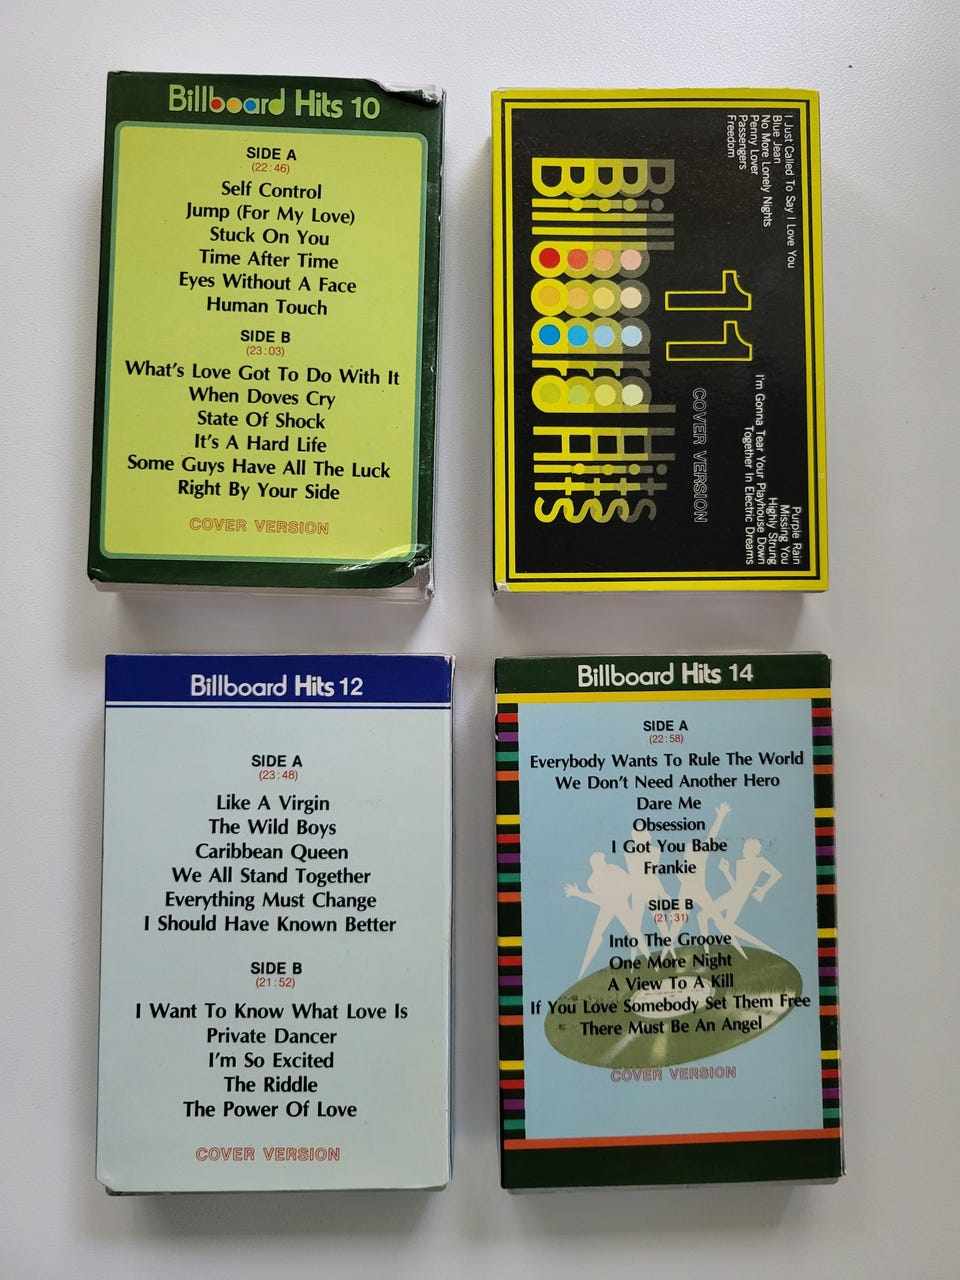 Billboard Hits 10
SIDE A
(22:46)
Self Control
Jump (For My Love)
Stuck On You
Time After Time
Eyes Without A Face
Human Touch
SIDE B
(23:03)
What's Love Got To Do With It
When Doves Cry
State Of Shock
It's A Hard Life
Some Guys Have All The Luck
Right By Your Side
COVER VERSION
I Just Called To Say I Love You
Blue Jean
No More Lonely Nights
Penny Lover
Passengers
Freedom
Purple Rain
Missing You
Highly Strung
I'm Gonna Tear Your Playhouse Down
Together In Electric Dreams
11
COVER VERSION
Billboard Hits
Billboard Hits
Billboard Hits
Billboard Hits
Billboard Hits 12
SIDE A
(23:48)
Like A Virgin
The Wild Boys
Caribbean Queen
We All Stand Together
Everything Must Change
I Should Have Known Better
SIDE B
(21:52)
I Want To Know What Love Is
Private Dancer
I'm So Excited
The Riddle
The Power Of Love
COVER VERSION
Billboard Hits 14
SIDE A
(22:58)
Everybody Wants To Rule The World
We Don't Need Another Hero
Dare Me
Obsession
I Got You Babe
Frankie
SIDE B
(21:31)
Into The Groove
One More Night
A View To A Kill
If You Love Somebody Set Them Free
There Must Be An Angel
COVER VERSION